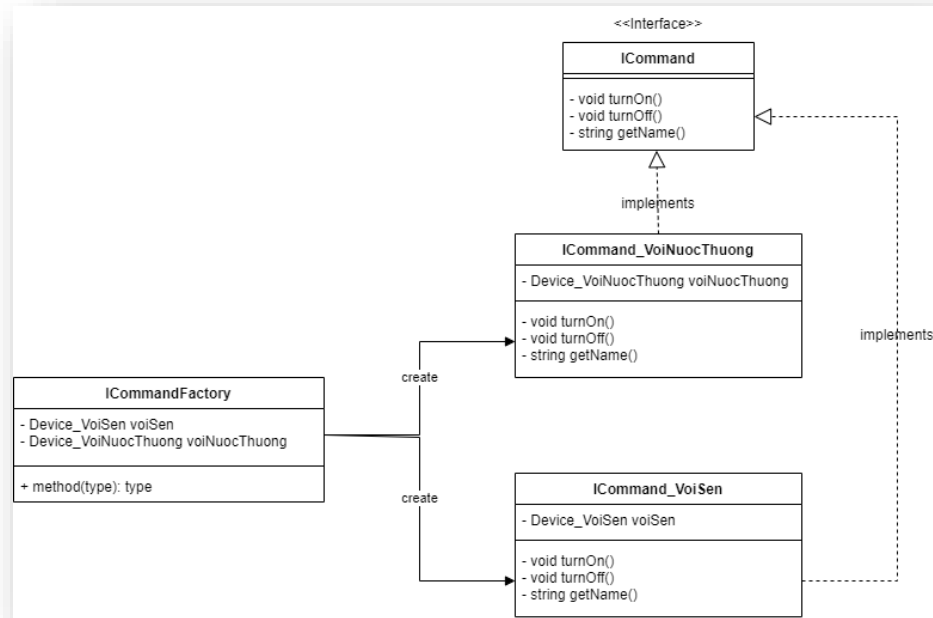 <<Interface>>
ICommand
- void turnOn()
- void turnOff()
- string getName()
implements
ICommand_VoiNuocThuong
- Device_VoiNuocThuong voiNuocThuong
- void turnOn()
- void turnOff()
- string getName()
implements
create
ICommandFactory
- Device_VoiSen voiSen
- Device_VoiNuocThuong voiNuocThuong
+ method(type): type
create
ICommand_VoiSen
- Device_VoiSen voiSen
- void turnOn()
- void turnOff()
- string getName()